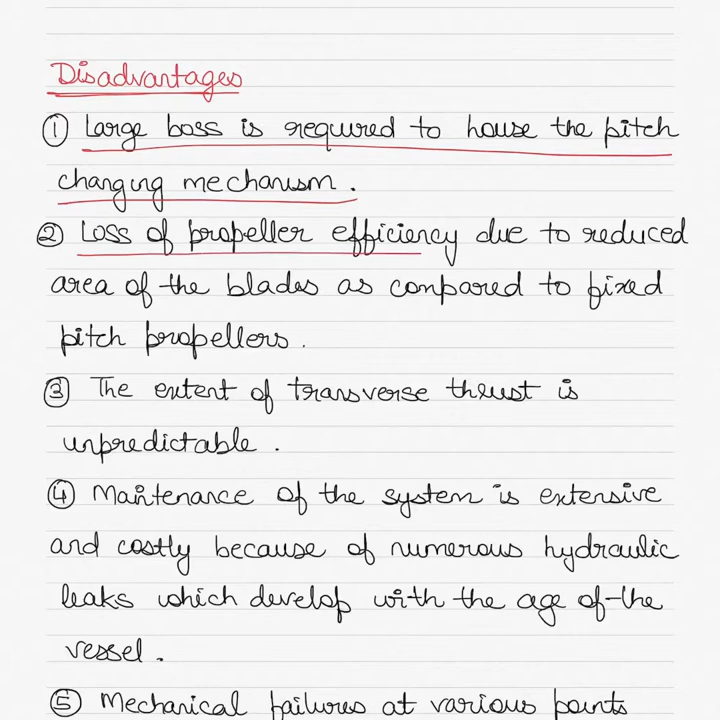 Disadvantages
① Large boss is required to house the pitch
changing mechanism.
② Loss of propeller efficiency due to reduced
area of the blades as compared to fixed
pitch propellers.
③ The extent of transverse thrust is
unpredictable.
④ Maintenance of the system is extensive
and costly because of numerous hydraulic
leaks which develop with the age of the
vessel.
⑤ Mechanical failures at various points